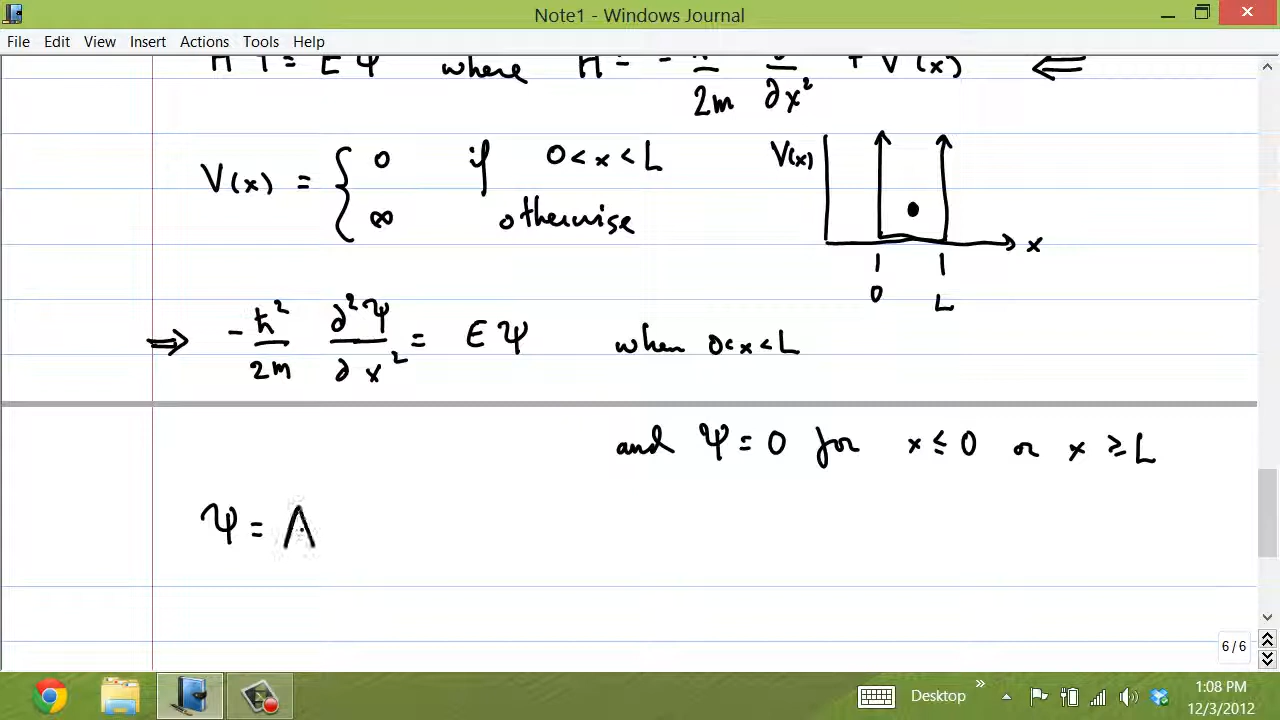 Note1 - Windows Journal
File Edit View Insert Actions Tools Help
= Eψ where H = - 2m ∂x² + V(x) ⇐
V(x) = { 0 if 0 < x < L
∞ otherwise
V(x)
x
0 L
⇒ -ħ²/2m ∂²ψ/∂x² = Eψ when 0 < x < L
and ψ = 0 for x ≤ 0 or x ≥ L
ψ = Λ
6 / 6
Desktop » 1:08 PM
12/3/2012